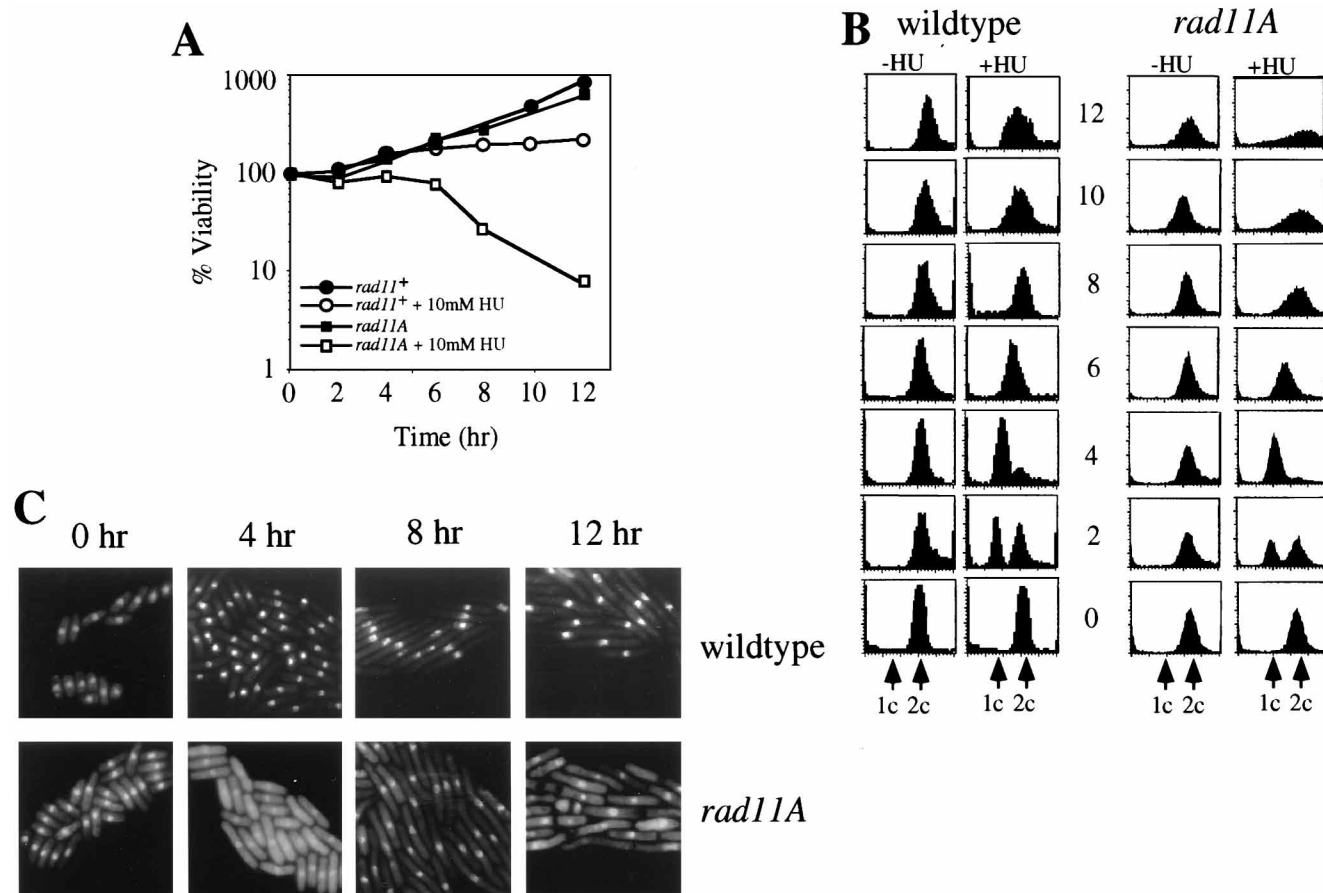 A
1000
100
10
1
% Viability
rad11+
rad11+ + 10mM HU
rad11A
rad11A + 10mM HU
0 2 4 6 8 10 12
Time (hr)
B wildtype rad11A
-HU +HU -HU +HU
12
10
8
6
4
2
0
1c 2c 1c 2c 1c 2c 1c 2c
C
0 hr 4 hr 8 hr 12 hr
wildtype
rad11A